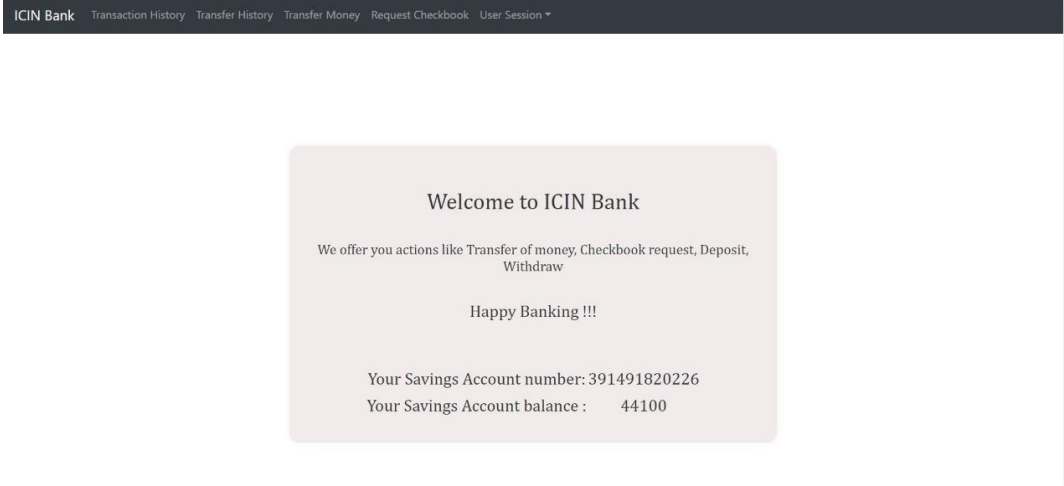 ICIN Bank Transaction History Transfer History Transfer Money Request Checkbook User Session
Welcome to ICIN Bank
We offer you actions like Transfer of money, Checkbook request, Deposit,
Withdraw
Happy Banking !!!
Your Savings Account number: 391491820226
Your Savings Account balance : 44100